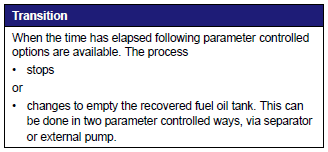 Transition
When the time has elapsed following parameter controlled
options are available. The process
• stops
or
• changes to empty the recovered fuel oil tank. This can
be done in two parameter controlled ways, via separator
or external pump.